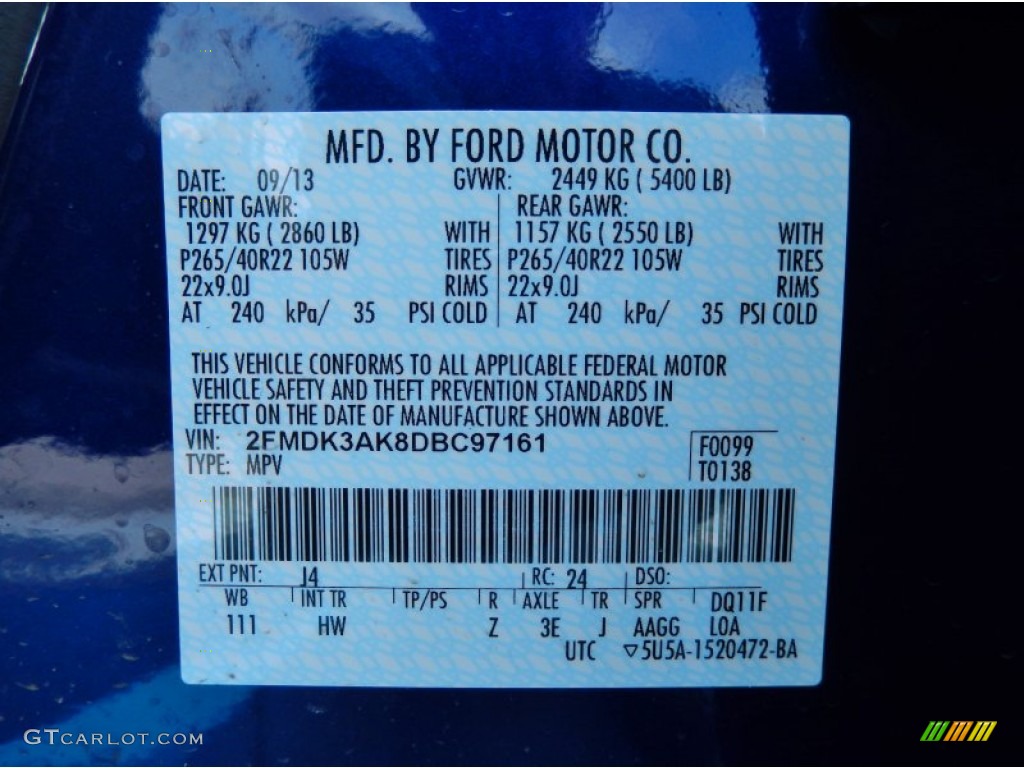 MFD. BY FORD MOTOR CO.
DATE: 09/13 GVWR: 2449 KG ( 5400 LB)
FRONT GAWR: REAR GAWR:
1297 KG ( 2860 LB) WITH 1157 KG ( 2550 LB) WITH
P265/40R22 105W TIRES P265/40R22 105W TIRES
22x9.0J RIMS 22x9.0J RIMS
AT 240 kPa/ 35 PSI COLD AT 240 kPa/ 35 PSI COLD
THIS VEHICLE CONFORMS TO ALL APPLICABLE FEDERAL MOTOR
VEHICLE SAFETY AND THEFT PREVENTION STANDARDS IN
EFFECT ON THE DATE OF MANUFACTURE SHOWN ABOVE.
VIN: 2FMDK3AK8DBC97161 F0099
TYPE: MPV T0138
EXT PNT: J4 RC: 24 DSO:
WB INT TR TP/PS R AXLE TR SPR DQ11F
111 HW Z 3E J AAGG LOA
UTC ▽5U5A-1520472-BA
GTCARLOT.COM